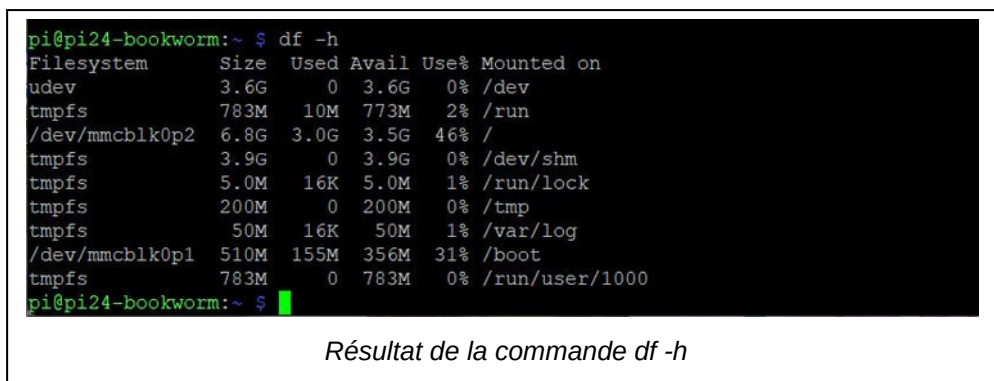 pi@pi24-bookworm:~ $ df -h
Filesystem Size Used Avail Use% Mounted on
udev 3.6G 0 3.6G 0% /dev
tmpfs 783M 10M 773M 2% /run
/dev/mmcblk0p2 6.8G 3.0G 3.5G 46% /
tmpfs 3.9G 0 3.9G 0% /dev/shm
tmpfs 5.0M 16K 5.0M 1% /run/lock
tmpfs 200M 0 200M 0% /tmp
tmpfs 50M 16K 50M 1% /var/log
/dev/mmcblk0p1 510M 155M 356M 31% /boot
tmpfs 783M 0 783M 0% /run/user/1000
pi@pi24-bookworm:~ $
Résultat de la commande df -h